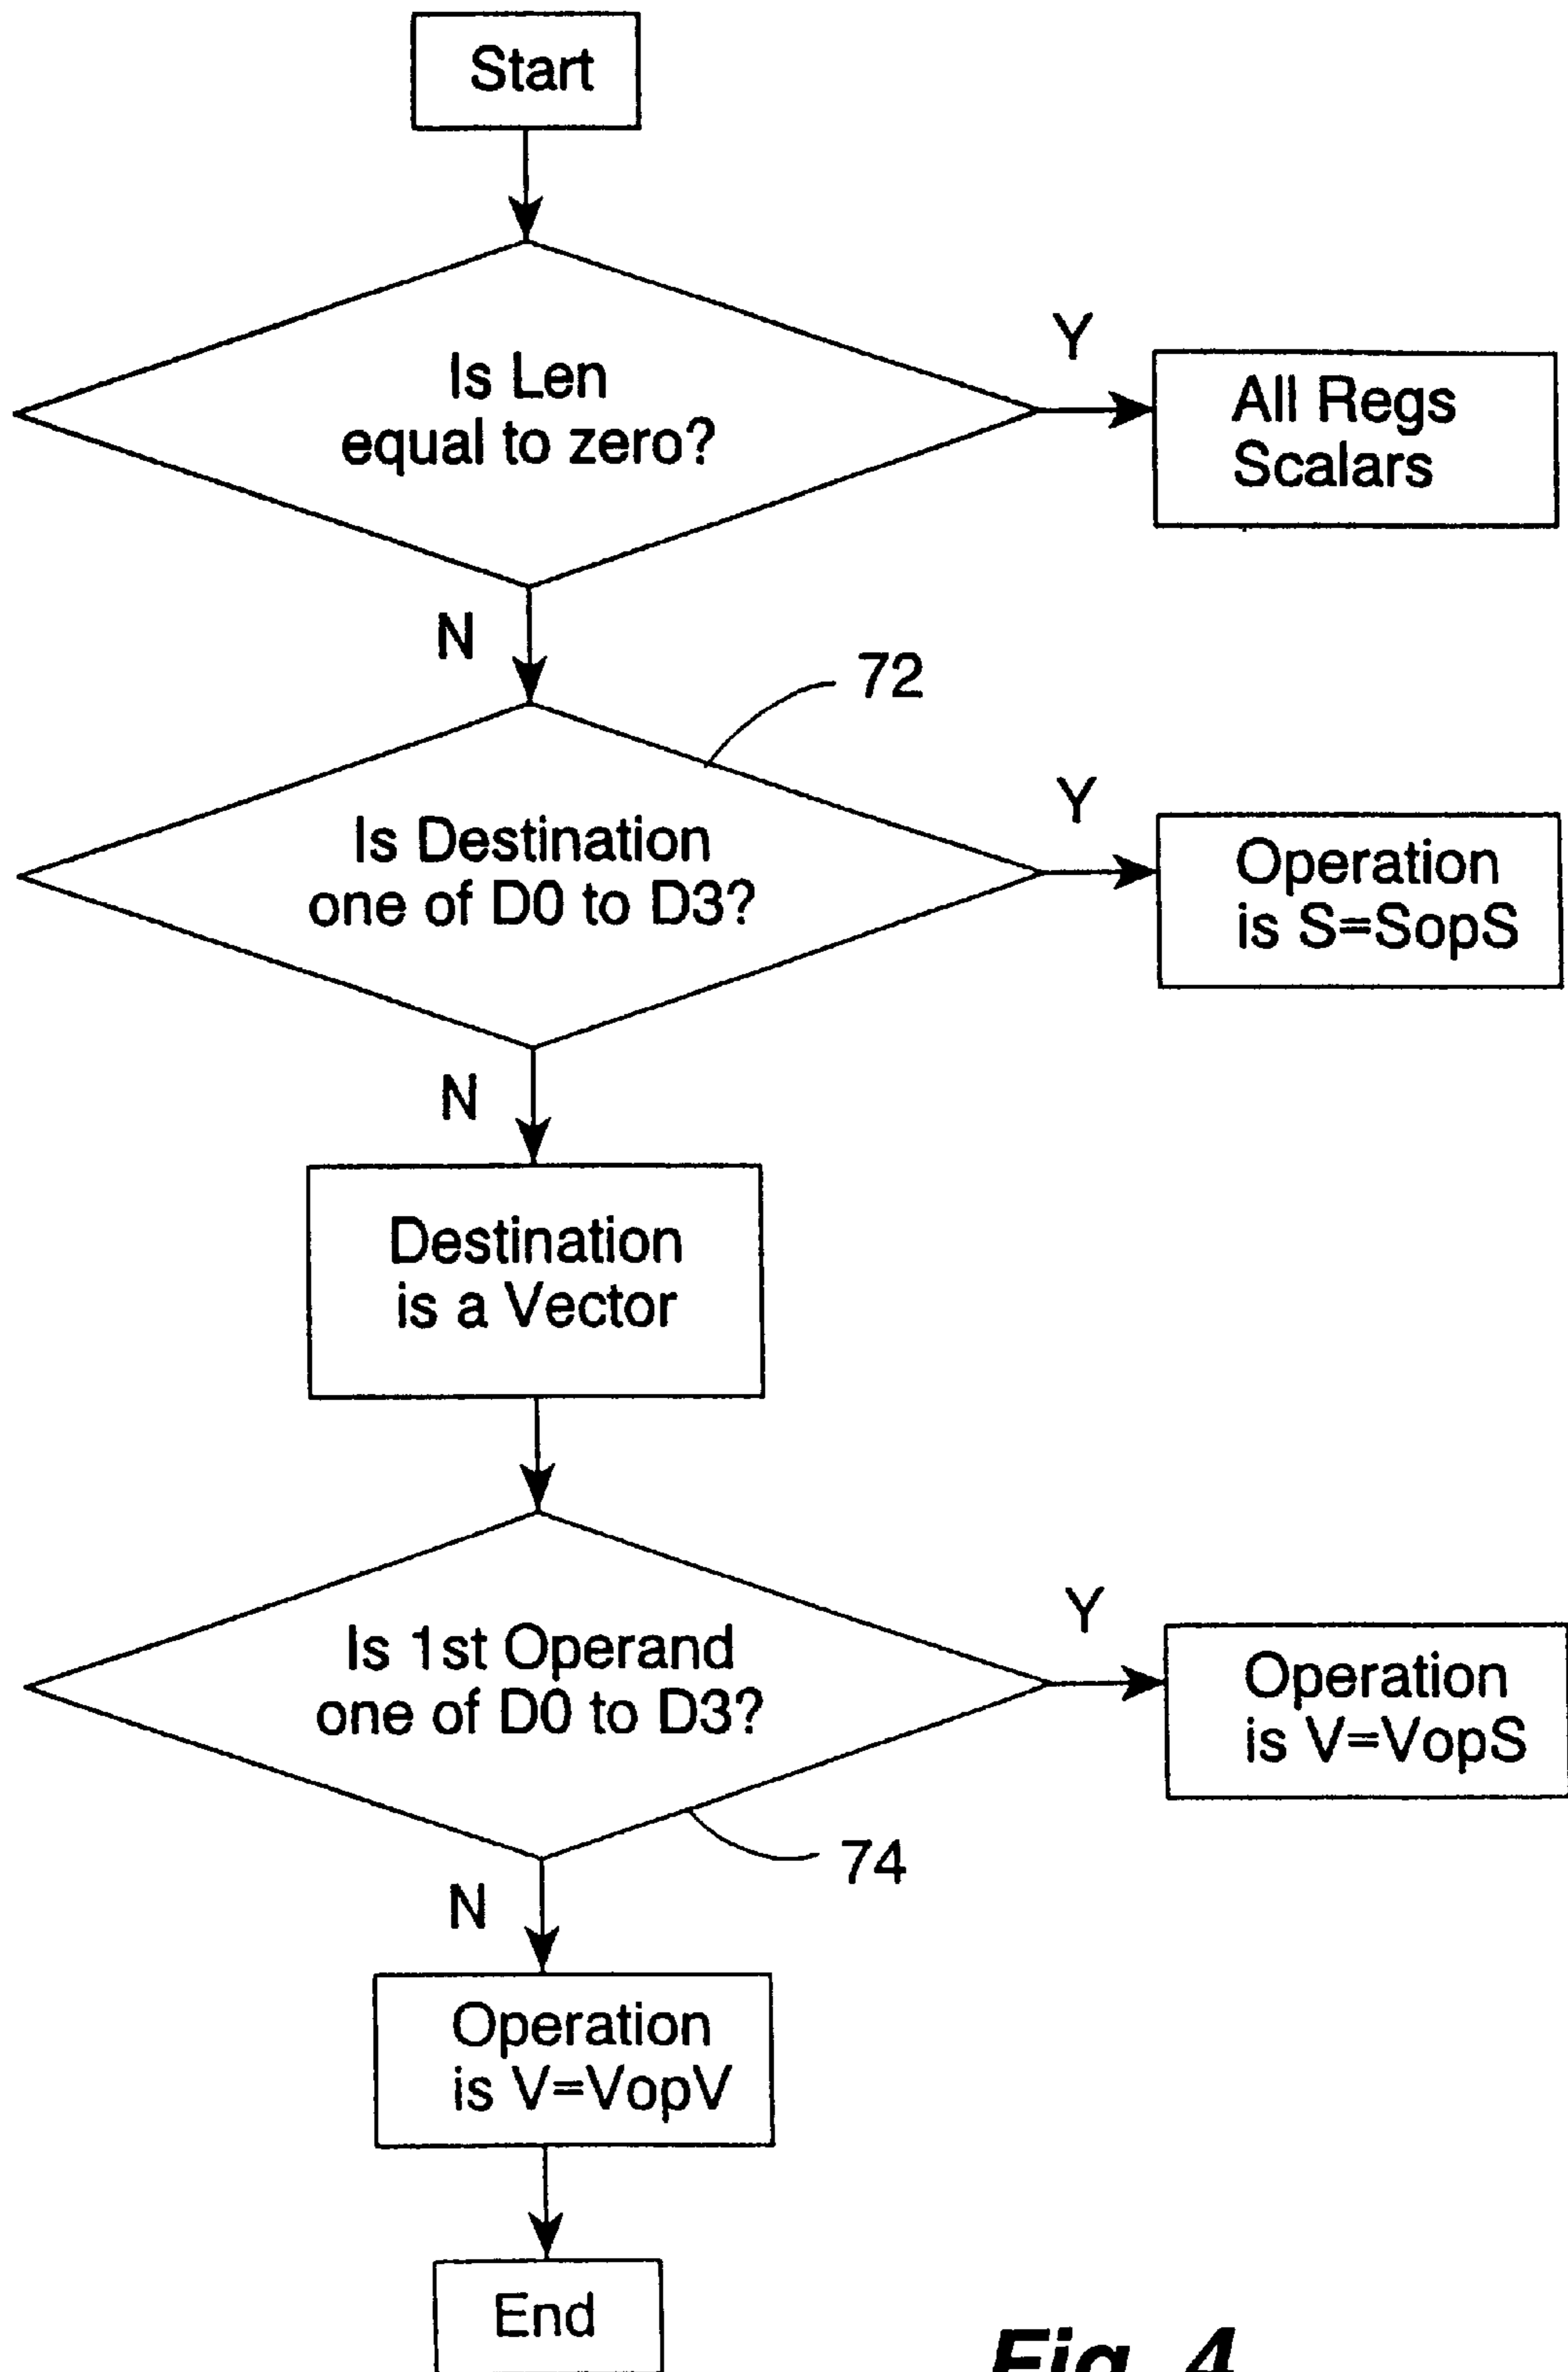 Start
Is Len
equal to zero?
Y
All Regs
Scalars
N
72
Is Destination
one of D0 to D3?
Y
Operation
is S=SopS
N
Destination
is a Vector
Is 1st Operand
one of D0 to D3?
Y
Operation
is V=VopS
74
N
Operation
is V=VopV
End
Fig. 4